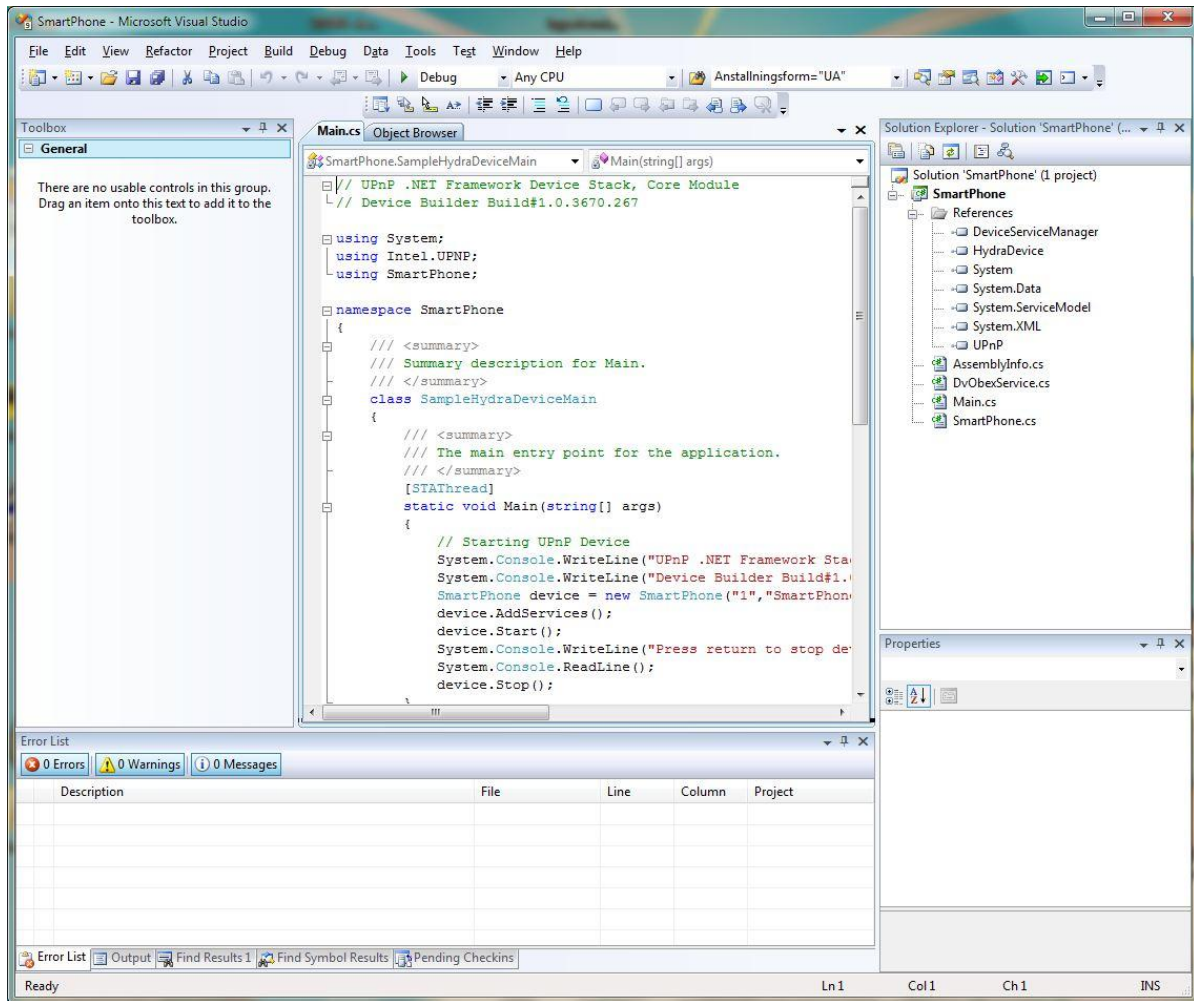 SmartPhone - Microsoft Visual Studio
File Edit View Refactor Project Build Debug Data Tools Test Window Help
Debug Any CPU Anstallningsform="UA"
Toolbox
General
There are no usable controls in this group.
Drag an item onto this text to add it to the
toolbox.
Main.cs Object Browser
SmartPhone.SampleHydraDeviceMain Main(string[] args)
// UPnP .NET Framework Device Stack, Core Module
// Device Builder Build#1.0.3670.267
using System;
using Intel.UPNP;
using SmartPhone;
namespace SmartPhone
{
/// <summary>
/// Summary description for Main.
/// </summary>
class SampleHydraDeviceMain
{
/// <summary>
/// The main entry point for the application.
/// </summary>
[STAThread]
static void Main(string[] args)
{
// Starting UPnP Device
System.Console.WriteLine("UPnP .NET Framework Sta
System.Console.WriteLine("Device Builder Build#1.
SmartPhone device = new SmartPhone("1","SmartPhon
device.AddServices();
device.Start();
System.Console.WriteLine("Press return to stop de
System.Console.ReadLine();
device.Stop();
Solution Explorer - Solution 'SmartPhone' (...
Solution 'SmartPhone' (1 project)
SmartPhone
References
DeviceServiceManager
HydraDevice
System
System.Data
System.ServiceModel
System.XML
UPnP
AssemblyInfo.cs
DvObexService.cs
Main.cs
SmartPhone.cs
Properties
Error List
0 Errors 0 Warnings 0 Messages
Description File Line Column Project
Error List Output Find Results 1 Find Symbol Results Pending Checkins
Ready Ln 1 Col 1 Ch 1 INS